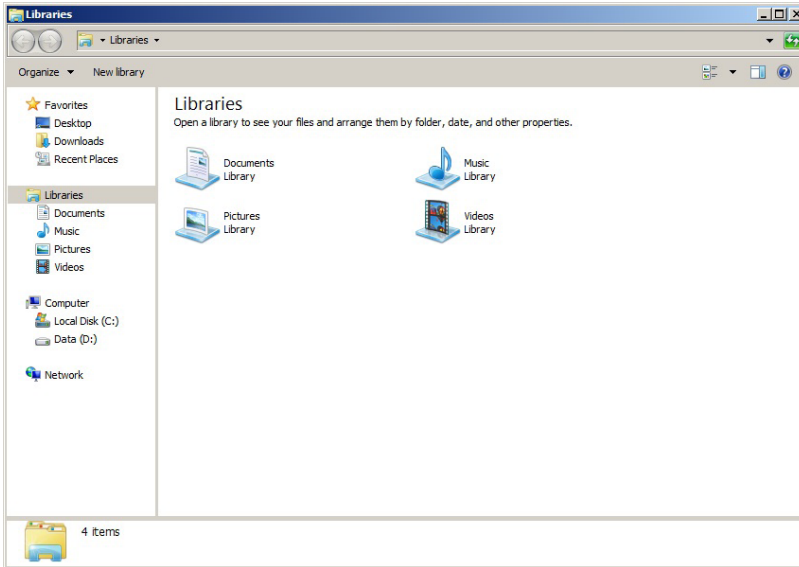 Libraries
Libraries
Organize New library
Favorites
Desktop
Downloads
Recent Places
Libraries
Documents
Music
Pictures
Videos
Computer
Local Disk (C:)
Data (D:)
Network
Libraries
Open a library to see your files and arrange them by folder, date, and other properties.
Documents
Library
Music
Library
Pictures
Library
Videos
Library
4 items